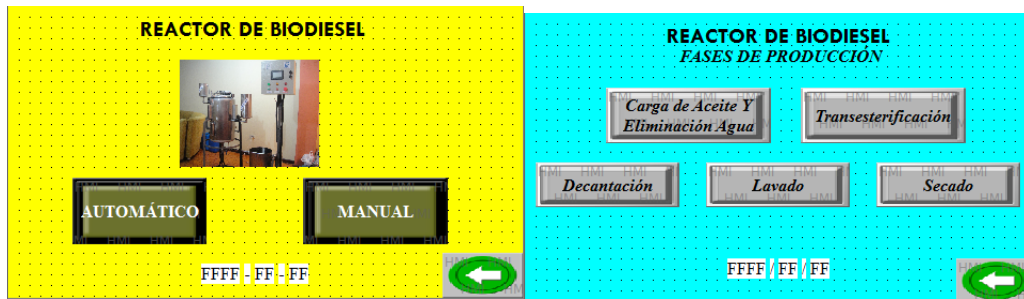 REACTOR DE BIODIESEL
AUTOMÁTICO
MANUAL
FFFF - FF - FF
REACTOR DE BIODIESEL
FASES DE PRODUCCIÓN
Carga de Aceite Y
Eliminación Agua
Transesterificación
Decantación
Lavado
Secado
FFFF / FF / FF